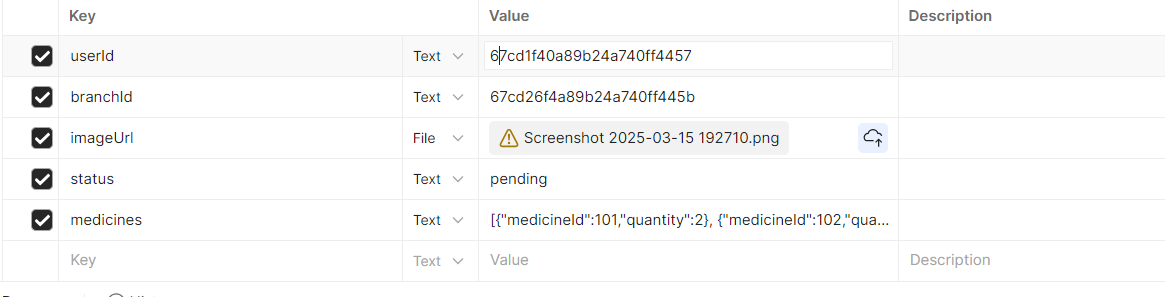 Key Value Description
userId Text 67cd1f40a89b24a740ff4457
branchId Text 67cd26f4a89b24a740ff445b
imageUrl File Screenshot 2025-03-15 192710.png
status Text pending
medicines Text [{"medicineId":101,"quantity":2}, {"medicineId":102,"qua...
Key Text Value Description